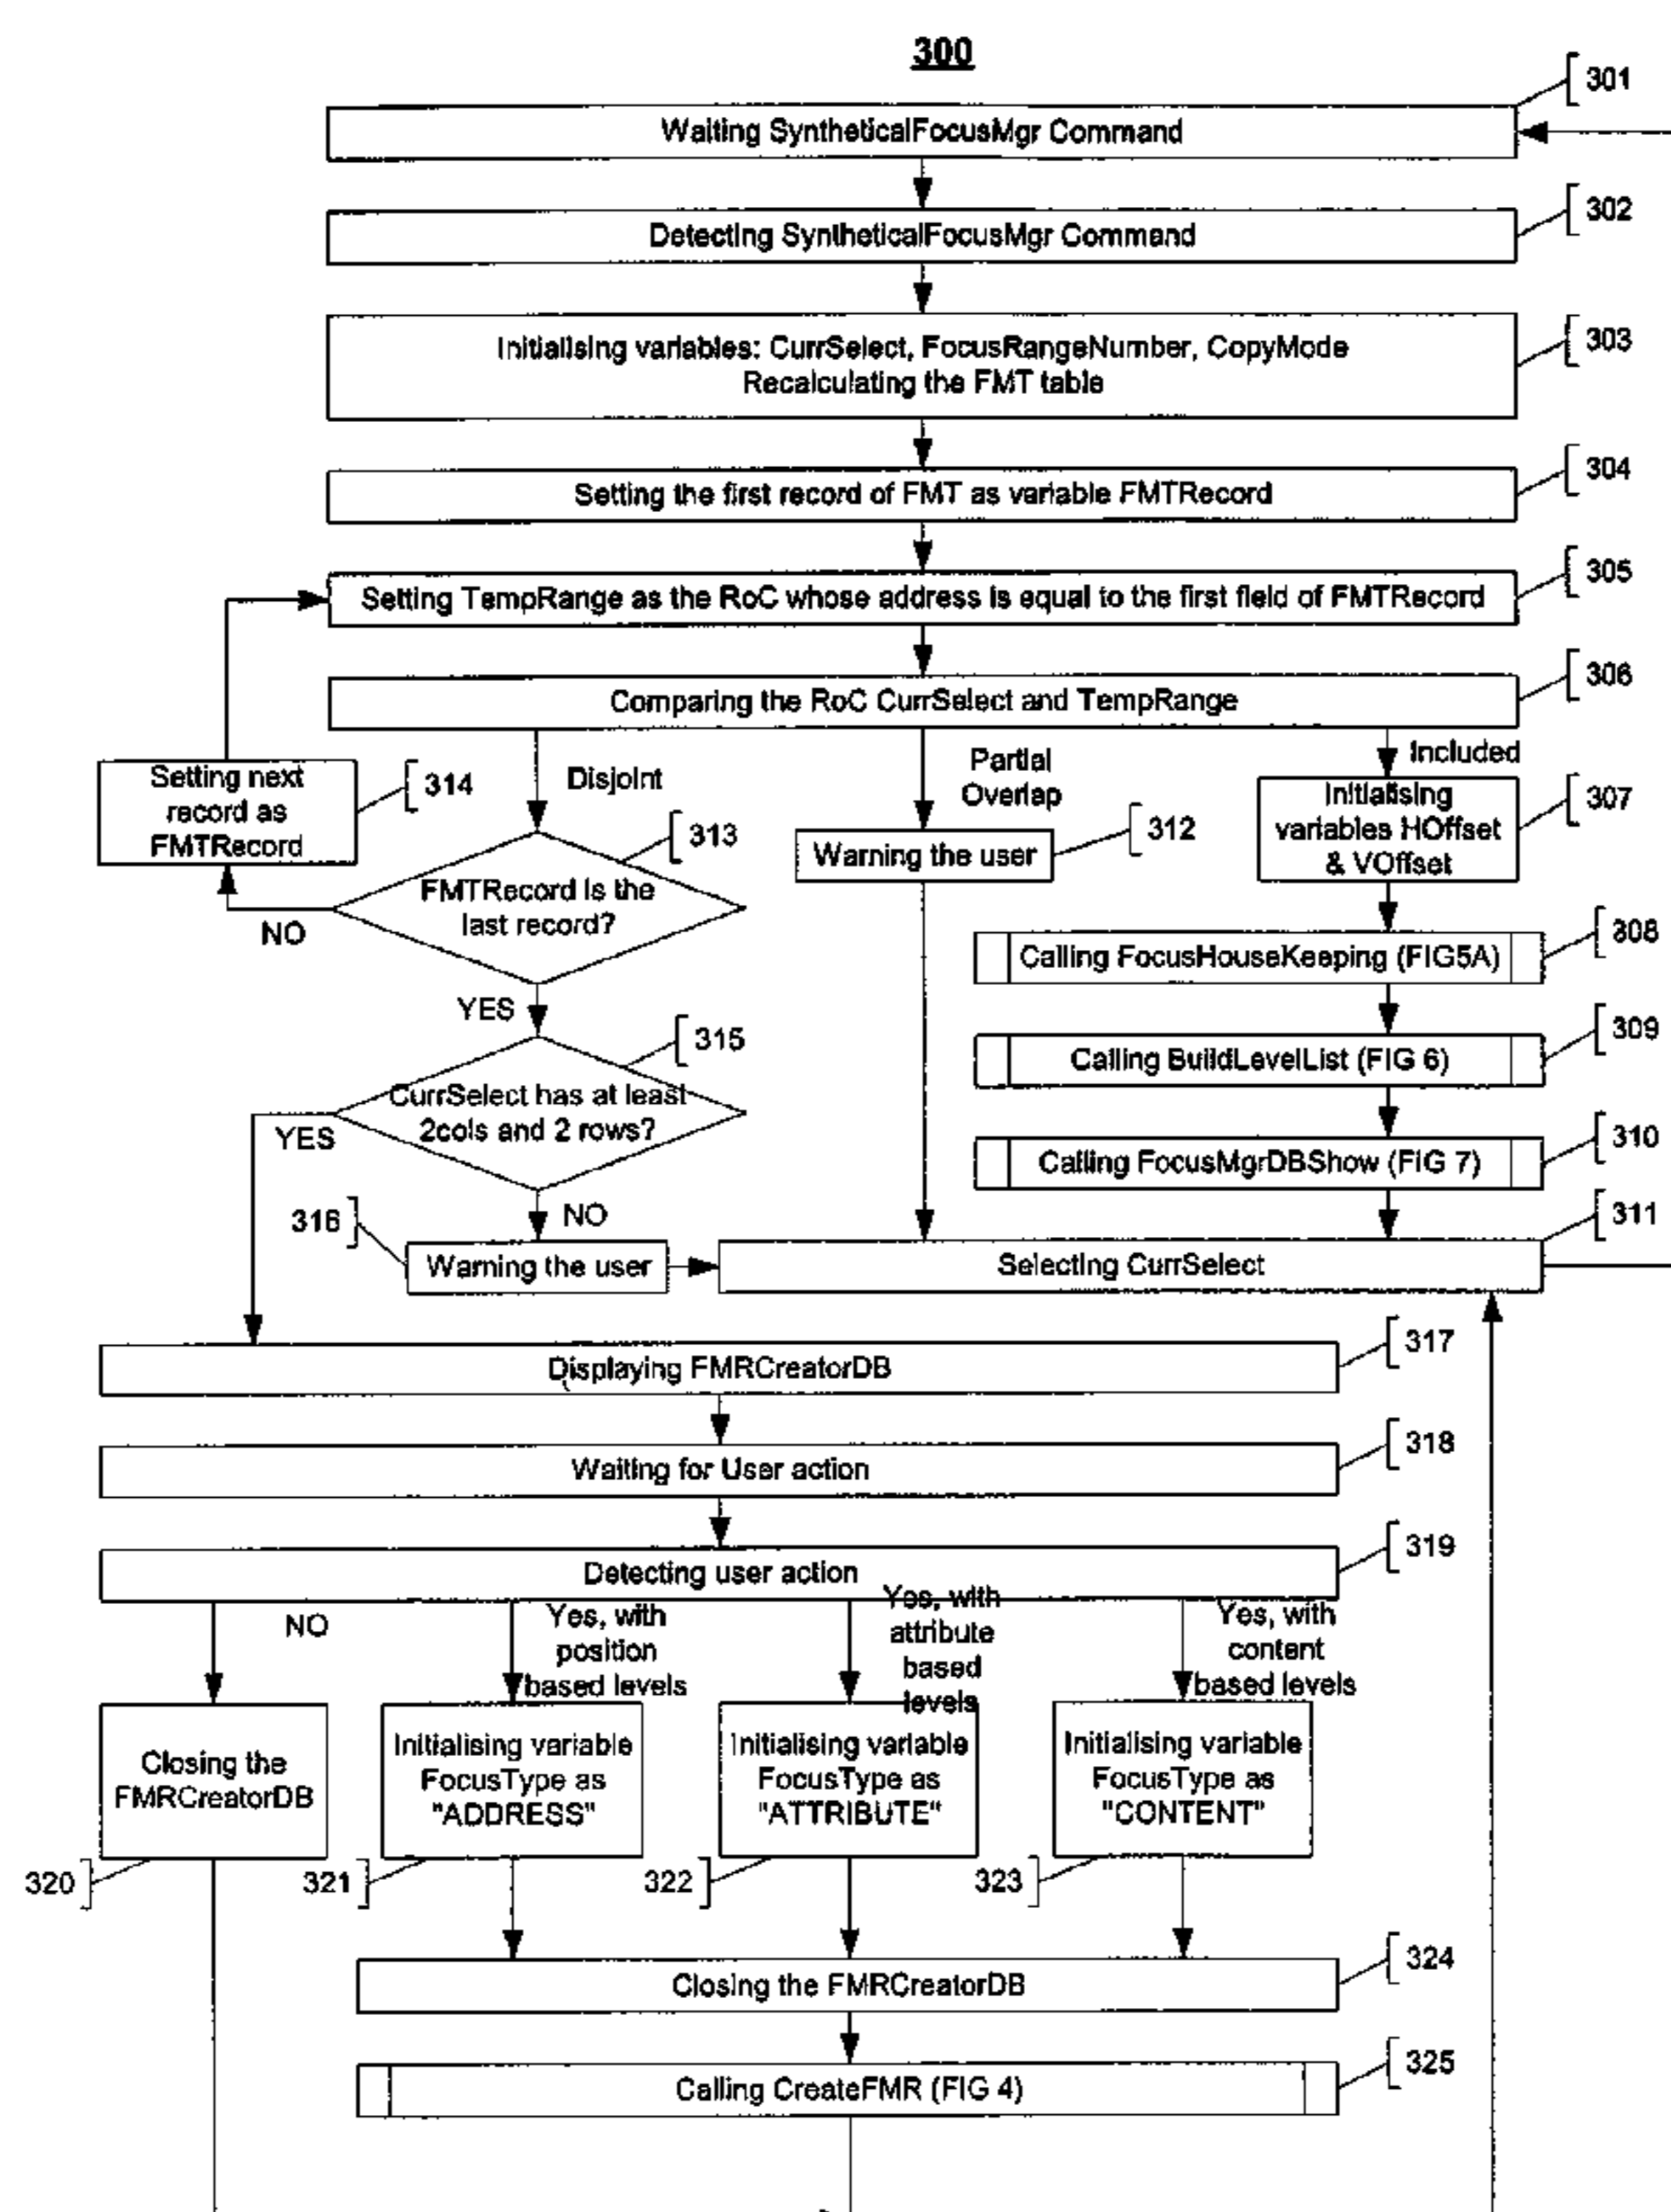 300
301
Waiting SyntheticalFocusMgr Command
302
Detecting SyntheticalFocusMgr Command
303
Initialising variables: CurrSelect, FocusRangeNumber, CopyMode
Recalculating the FMT table
304
Setting the first record of FMT as variable FMTRecord
305
Setting TempRange as the RoC whose address is equal to the first field of FMTRecord
306
Comparing the RoC CurrSelect and TempRange
Disjoint
Partial
Overlap
Included
Setting next
record as
FMTRecord
314
313
FMTRecord is the
last record?
NO
YES
Warning the user
312
Initialising
variables HOffset
& VOffset
307
Calling FocusHouseKeeping (FIG5A)
308
Calling BuildLevelList (FIG 6)
309
Calling FocusMgrDBShow (FIG 7)
310
315
CurrSelect has at least
2cols and 2 rows?
YES
NO
316
Warning the user
311
Selecting CurrSelect
317
Displaying FMRCreatorDB
318
Waiting for User action
319
Detecting user action
NO
Yes, with
position
based levels
Yes, with
attribute
based
levels
Yes, with
content
based levels
Closing the
FMRCreatorDB
Initialising variable
FocusType as
"ADDRESS"
Initialising variable
FocusType as
"ATTRIBUTE"
Initialising variable
FocusType as
"CONTENT"
320
321
322
323
324
Closing the FMRCreatorDB
325
Calling CreateFMR (FIG 4)